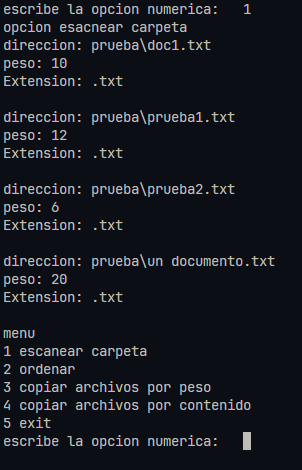 escribe la opcion numerica:   1
opcion esacnear carpeta
direccion: prueba\doc1.txt
peso: 10
Extension: .txt

direccion: prueba\prueba1.txt
peso: 12
Extension: .txt

direccion: prueba\prueba2.txt
peso: 6
Extension: .txt

direccion: prueba\un documento.txt
peso: 20
Extension: .txt

menu
1 escanear carpeta
2 ordenar
3 copiar archivos por peso
4 copiar archivos por contenido
5 exit
escribe la opcion numerica: